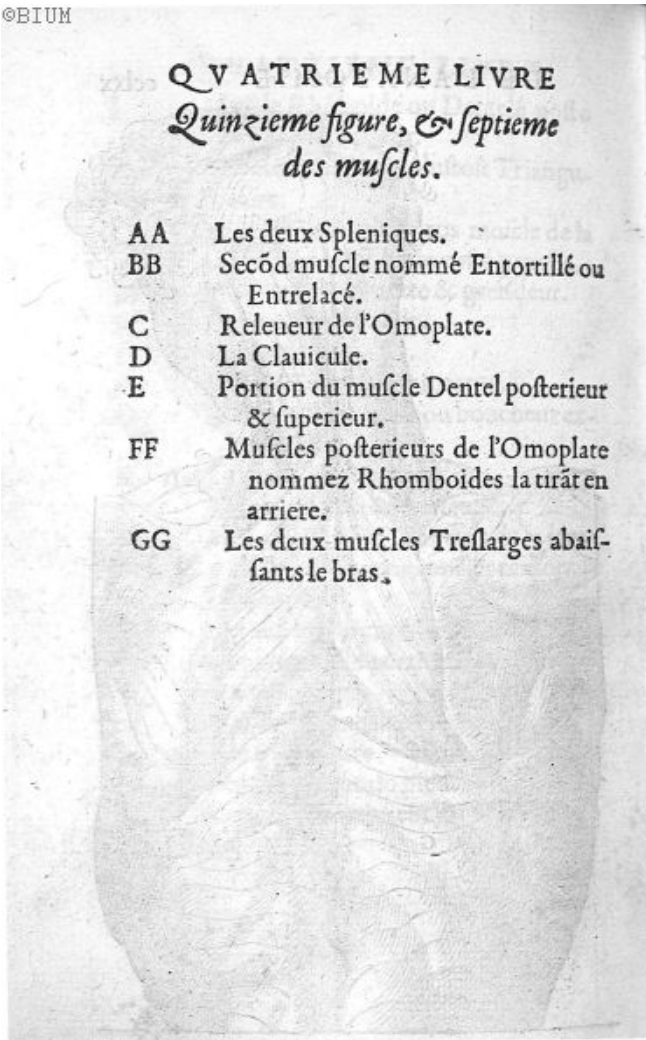 ©BIUM
QVATRIEME LIVRE
Quinzieme figure, & septieme
des muſcles.
AA Les deux Spleniques.
BB Secõd muſcle nommé Entortillé ou
Entrelacé.
C Releueur de l'Omoplate.
D La Clauicule.
E Portion du muſcle Dentel poſterieur
& ſuperieur.
FF Muſcles poſterieurs de l'Omoplate
nommez Rhomboides la tirãt en
arriere.
GG Les deux muſcles Treſlarges abaiſ-
ſants le bras.